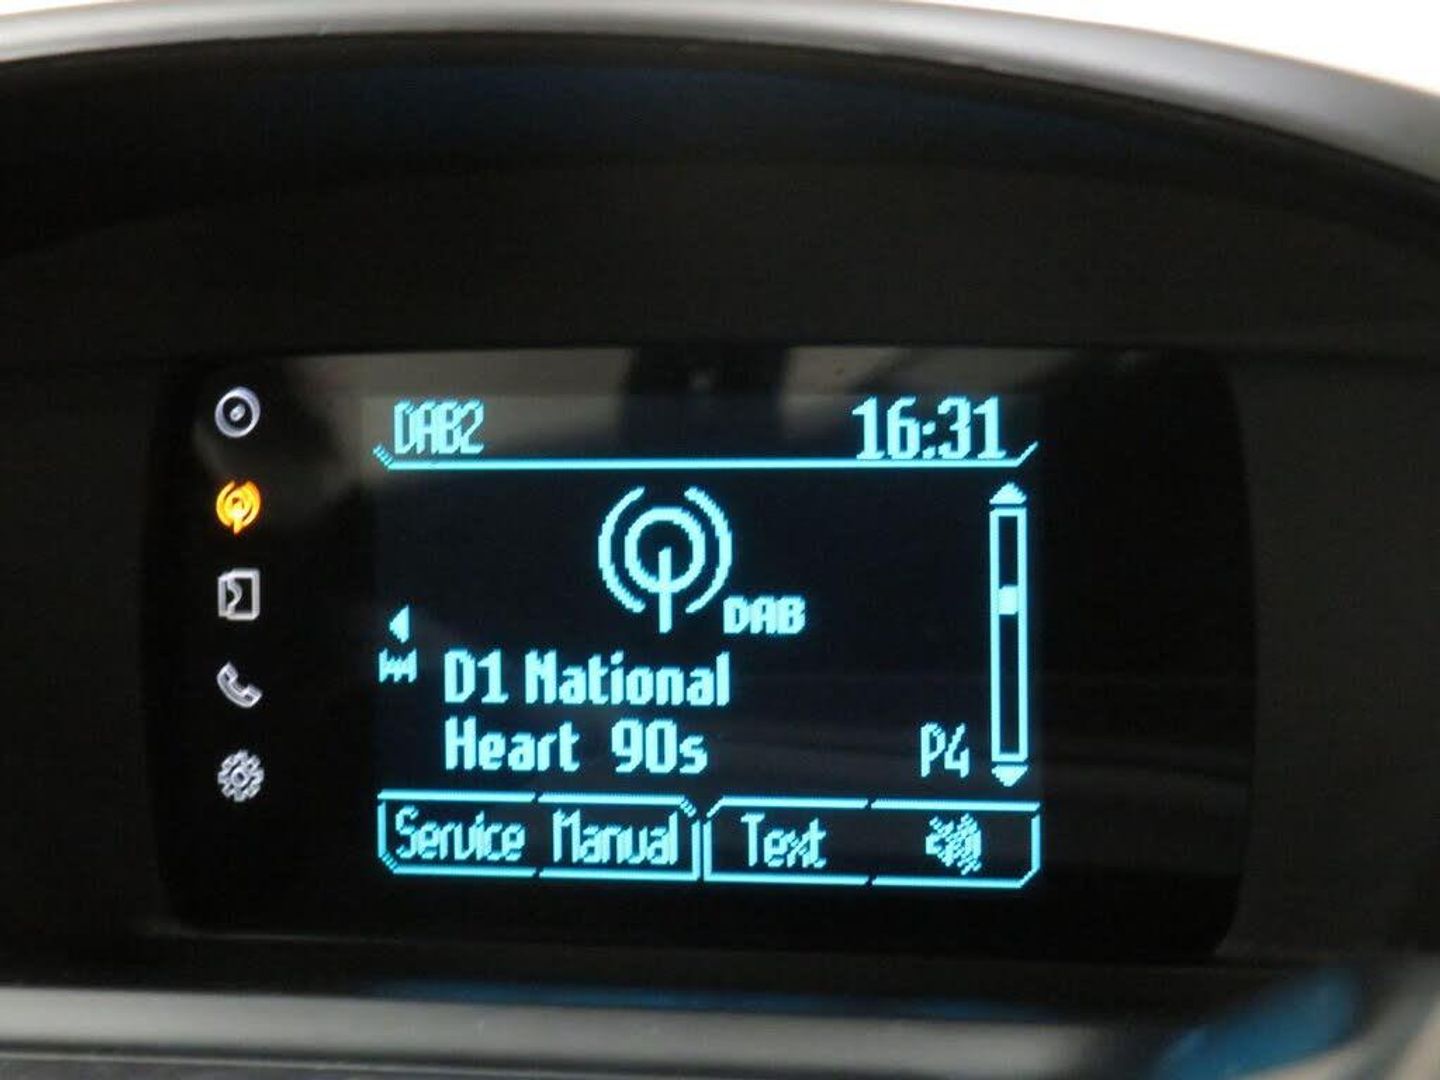 DAB2 16:31
DAB
D1 National
Heart 90s P4
Service Manual Text